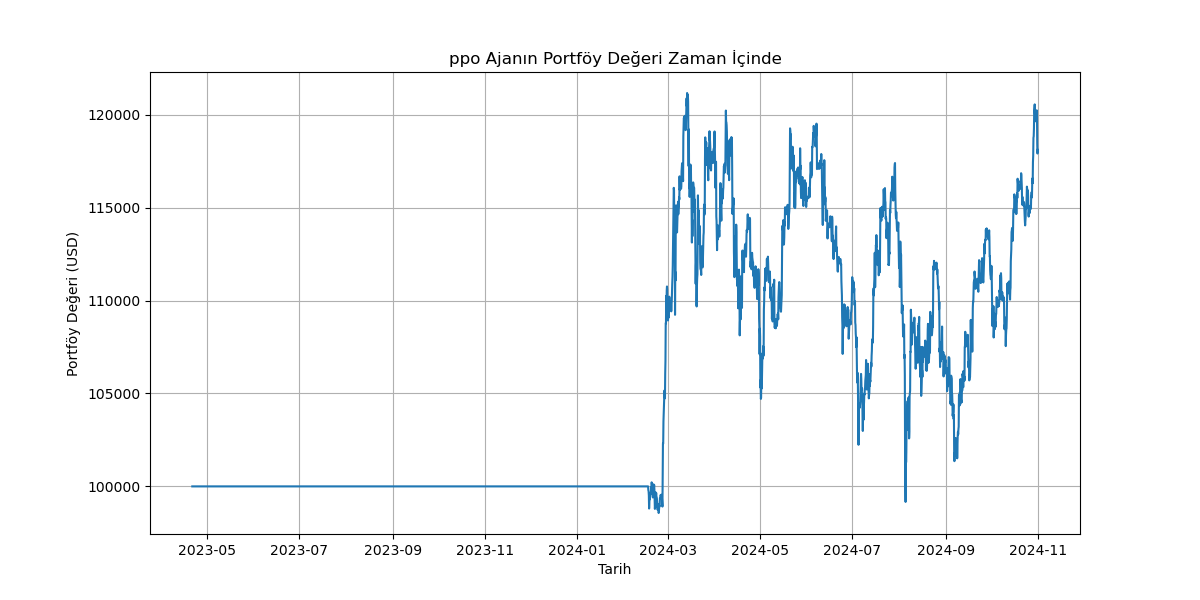 ppo Ajanın Portföy Değeri Zaman İçinde
Portföy Değeri (USD)
120000
115000
110000
105000
100000
2023-05 2023-07 2023-09 2023-11 2024-01 2024-03 2024-05 2024-07 2024-09 2024-11
Tarih